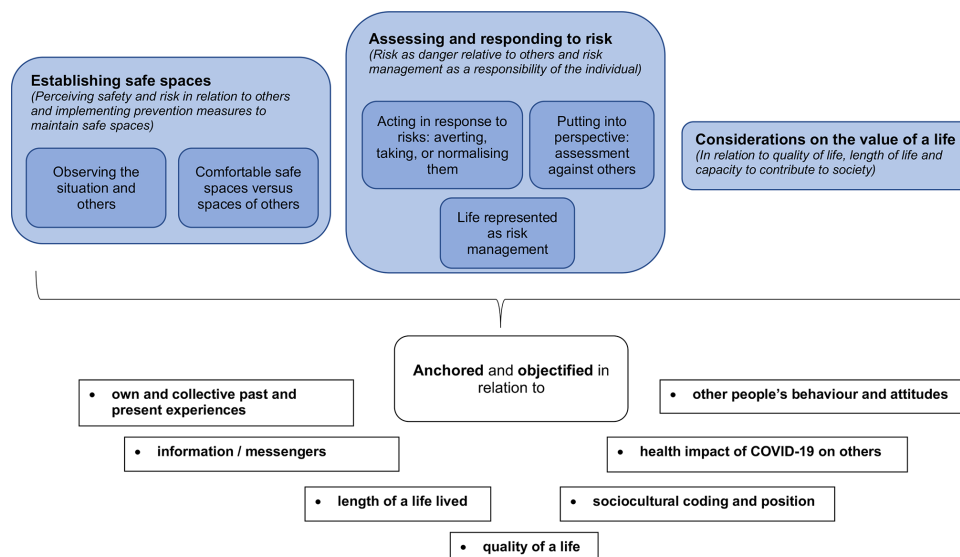 Establishing safe spaces
(Perceiving safety and risk in relation to others
and implementing prevention measures to
maintain safe spaces)
Observing the
situation and
others
Comfortable safe
spaces versus
spaces of others
Assessing and responding to risk
(Risk as danger relative to others and risk
management as a responsibility of the individual)
Acting in response to
risks: averting,
taking, or normalising
them
Putting into
perspective:
assessment
against others
Life represented
as risk
management
Considerations on the value of a life
(In relation to quality of life, length of life and
capacity to contribute to society)
Anchored and objectified in
relation to
• own and collective past and
present experiences
• other people's behaviour and attitudes
• information / messengers
• health impact of COVID-19 on others
• length of a life lived
• sociocultural coding and position
• quality of a life